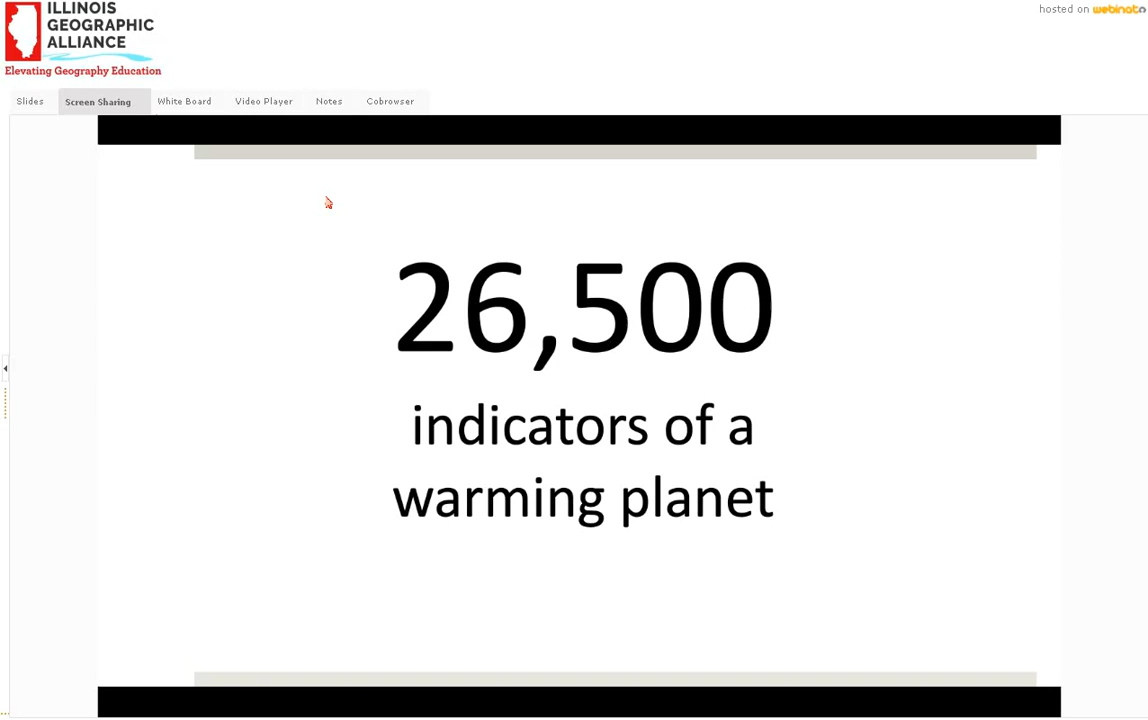 ILLINOIS
GEOGRAPHIC
ALLIANCE
Elevating Geography Education
hosted on webinato
Slides Screen Sharing White Board Video Player Notes Cobrowser
26,500
indicators of a
warming planet